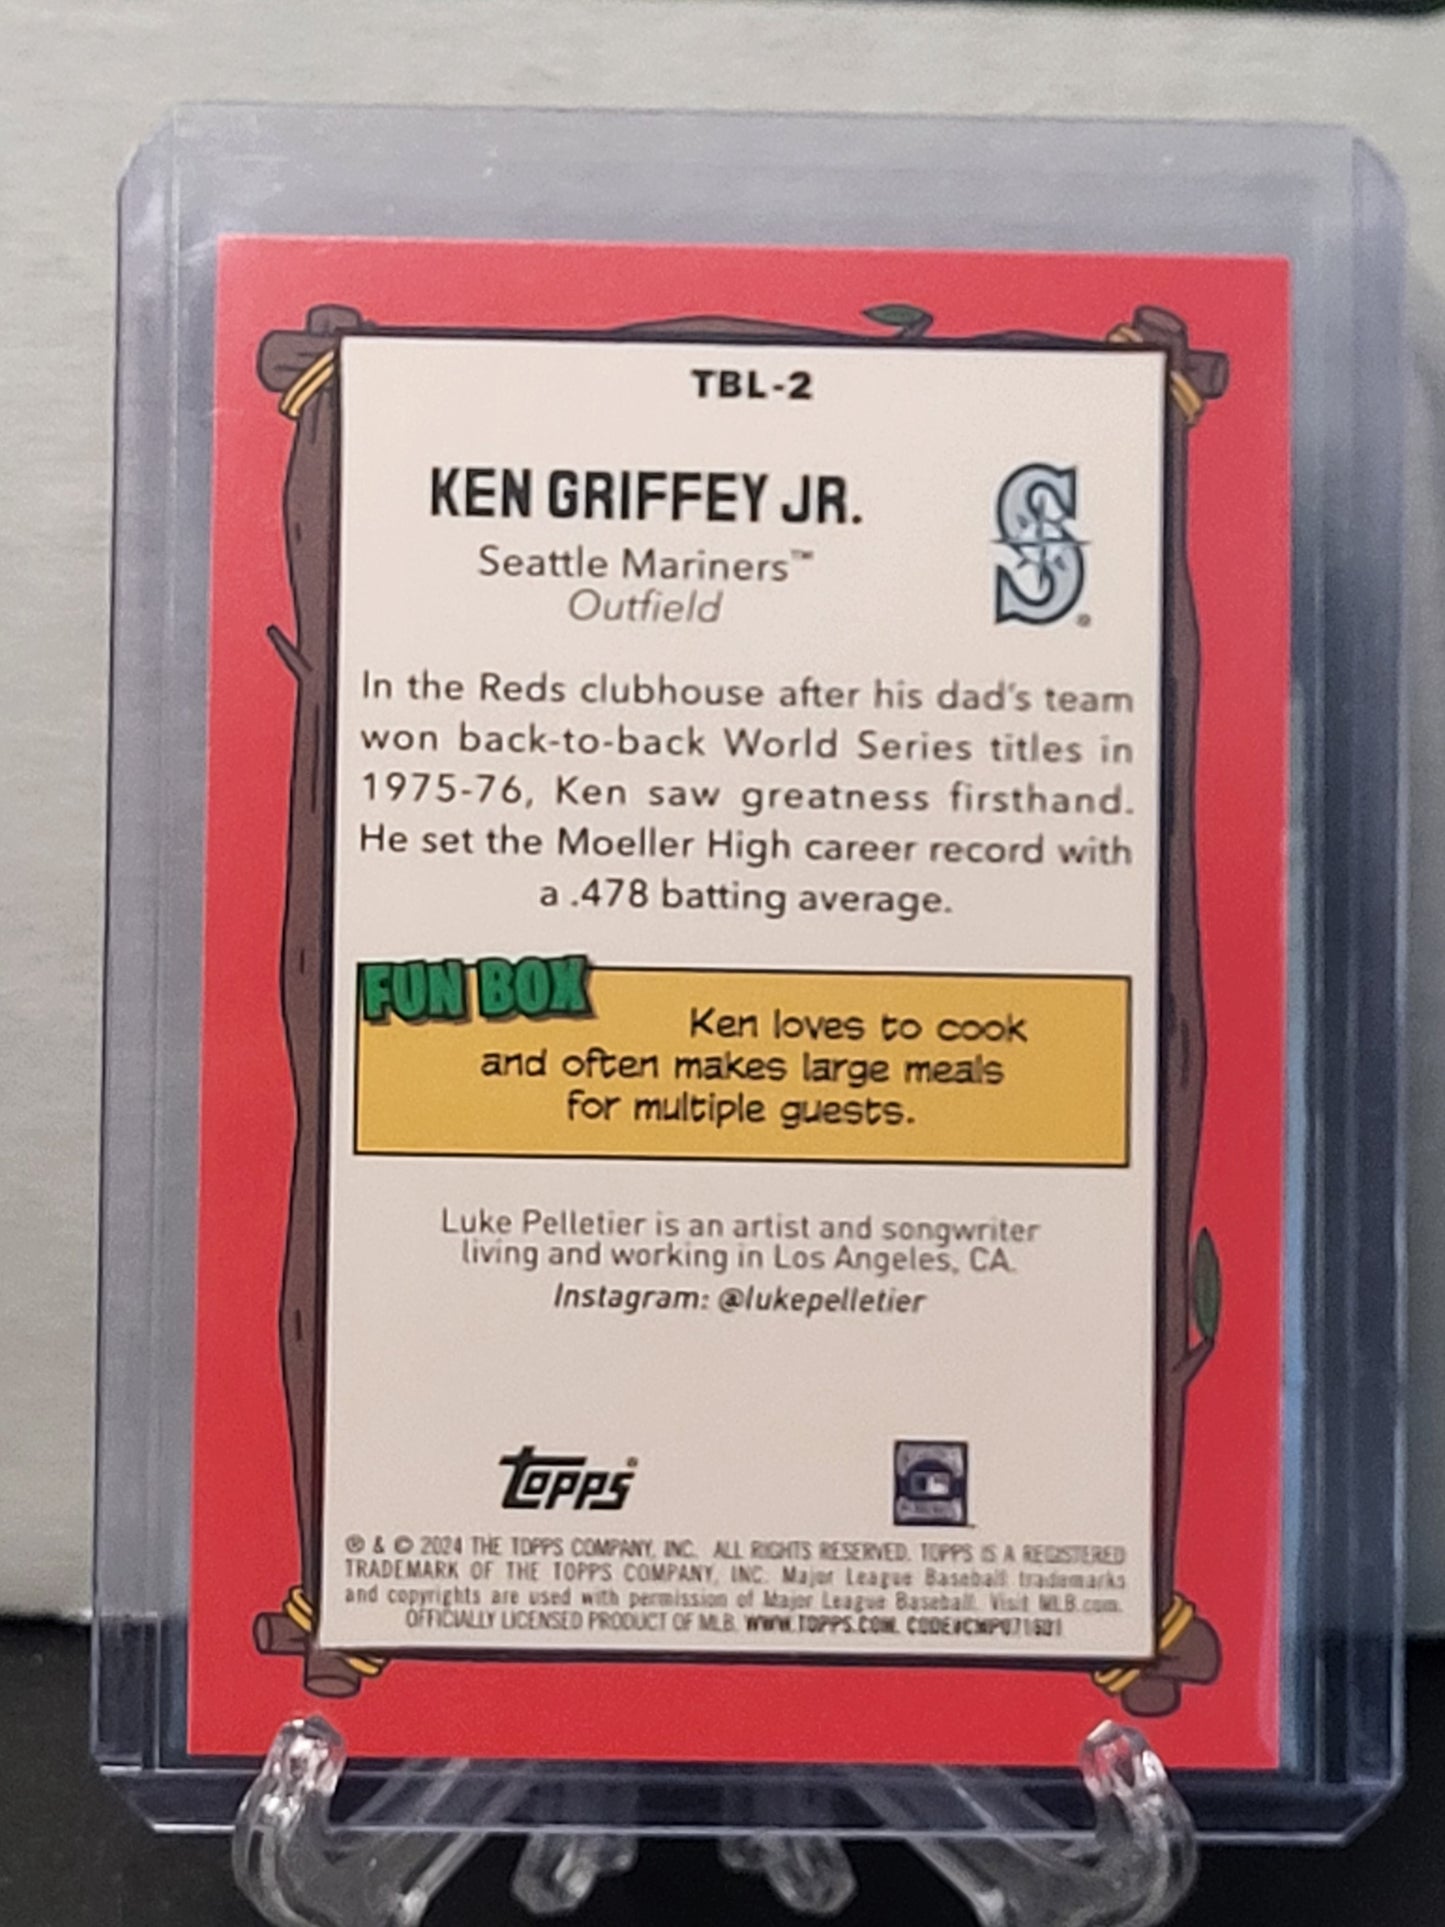 TBL-2
KEN GRIFFEY JR.
Seattle Mariners™
Outfield
S®
In the Reds clubhouse after his dad's team
won back-to-back World Series titles in
1975-76, Ken saw greatness firsthand.
He set the Moeller High career record with
a .478 batting average.
FUN BOX
Ken loves to cook
and often makes large meals
for multiple guests.
Luke Pelletier is an artist and songwriter
living and working in Los Angeles, CA.
Instagram: @lukepelletier
topps®
® & © 2024 THE TOPPS COMPANY, INC. ALL RIGHTS RESERVED. TOPPS IS A REGISTERED
TRADEMARK OF THE TOPPS COMPANY, INC. Major League Baseball trademarks
and copyrights are used with permission of Major League Baseball. Visit MLB.com.
OFFICIALLY LICENSED PRODUCT OF MLB. WWW.TOPPS.COM. CODE#CMP071601